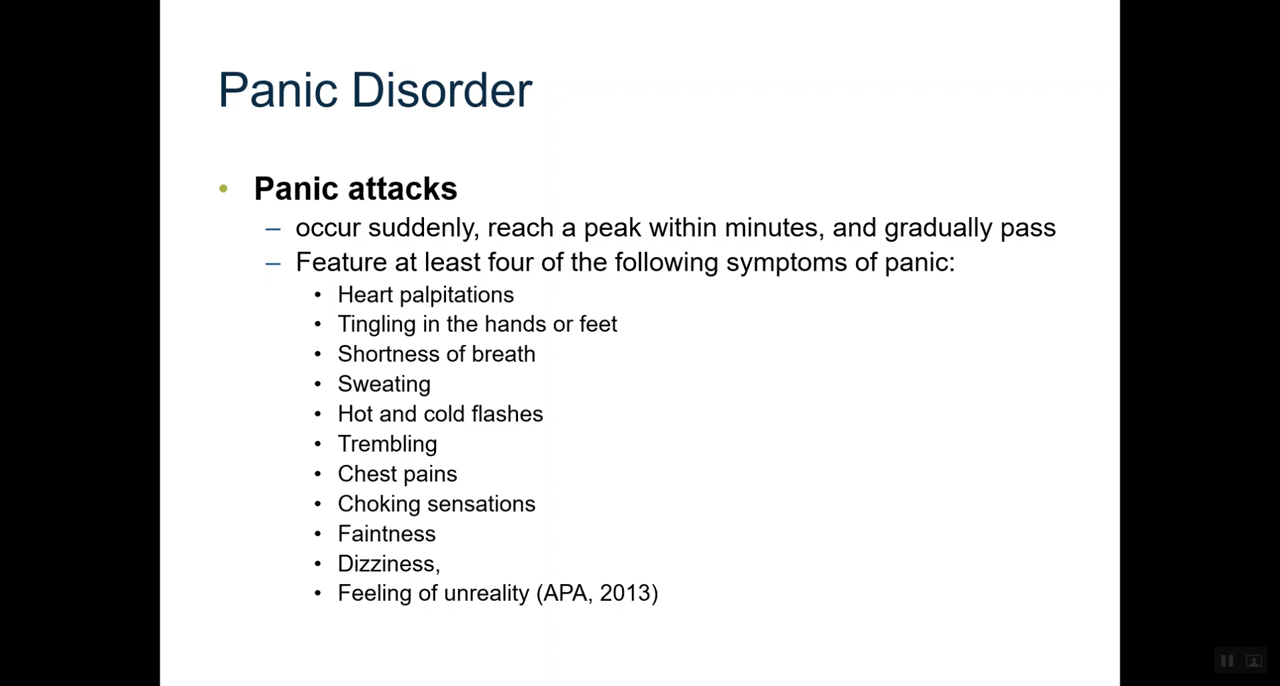 Panic Disorder
• Panic attacks
– occur suddenly, reach a peak within minutes, and gradually pass
– Feature at least four of the following symptoms of panic:
• Heart palpitations
• Tingling in the hands or feet
• Shortness of breath
• Sweating
• Hot and cold flashes
• Trembling
• Chest pains
• Choking sensations
• Faintness
• Dizziness,
• Feeling of unreality (APA, 2013)